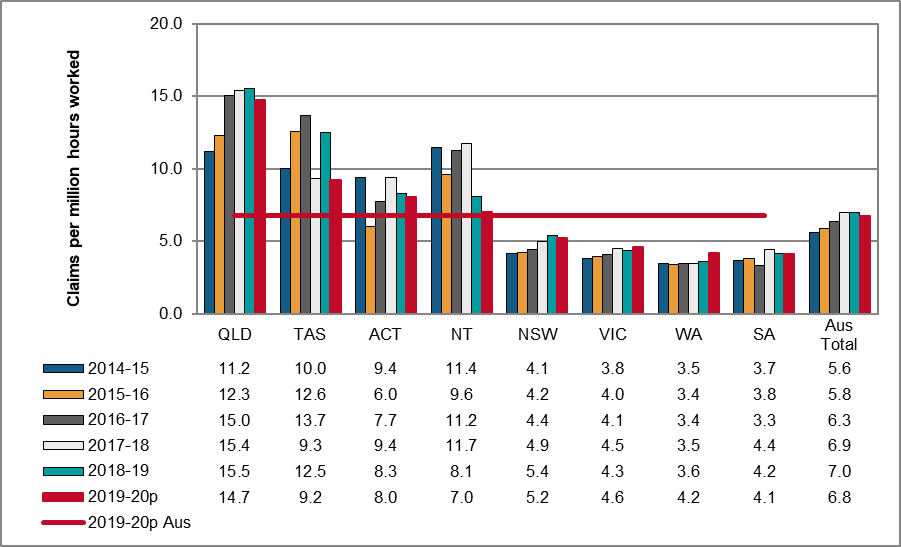 Claims per million hours worked
20.0
15.0
10.0
5.0
0.0
QLD TAS ACT NT NSW VIC WA SA Aus
Total
2014-15 11.2 10.0 9.4 11.4 4.1 3.8 3.5 3.7 5.6
2015-16 12.3 12.6 6.0 9.6 4.2 4.0 3.4 3.8 5.8
2016-17 15.0 13.7 7.7 11.2 4.4 4.1 3.4 3.3 6.3
2017-18 15.4 9.3 9.4 11.7 4.9 4.5 3.5 4.4 6.9
2018-19 15.5 12.5 8.3 8.1 5.4 4.3 3.6 4.2 7.0
2019-20p 14.7 9.2 8.0 7.0 5.2 4.6 4.2 4.1 6.8
2019-20p Aus